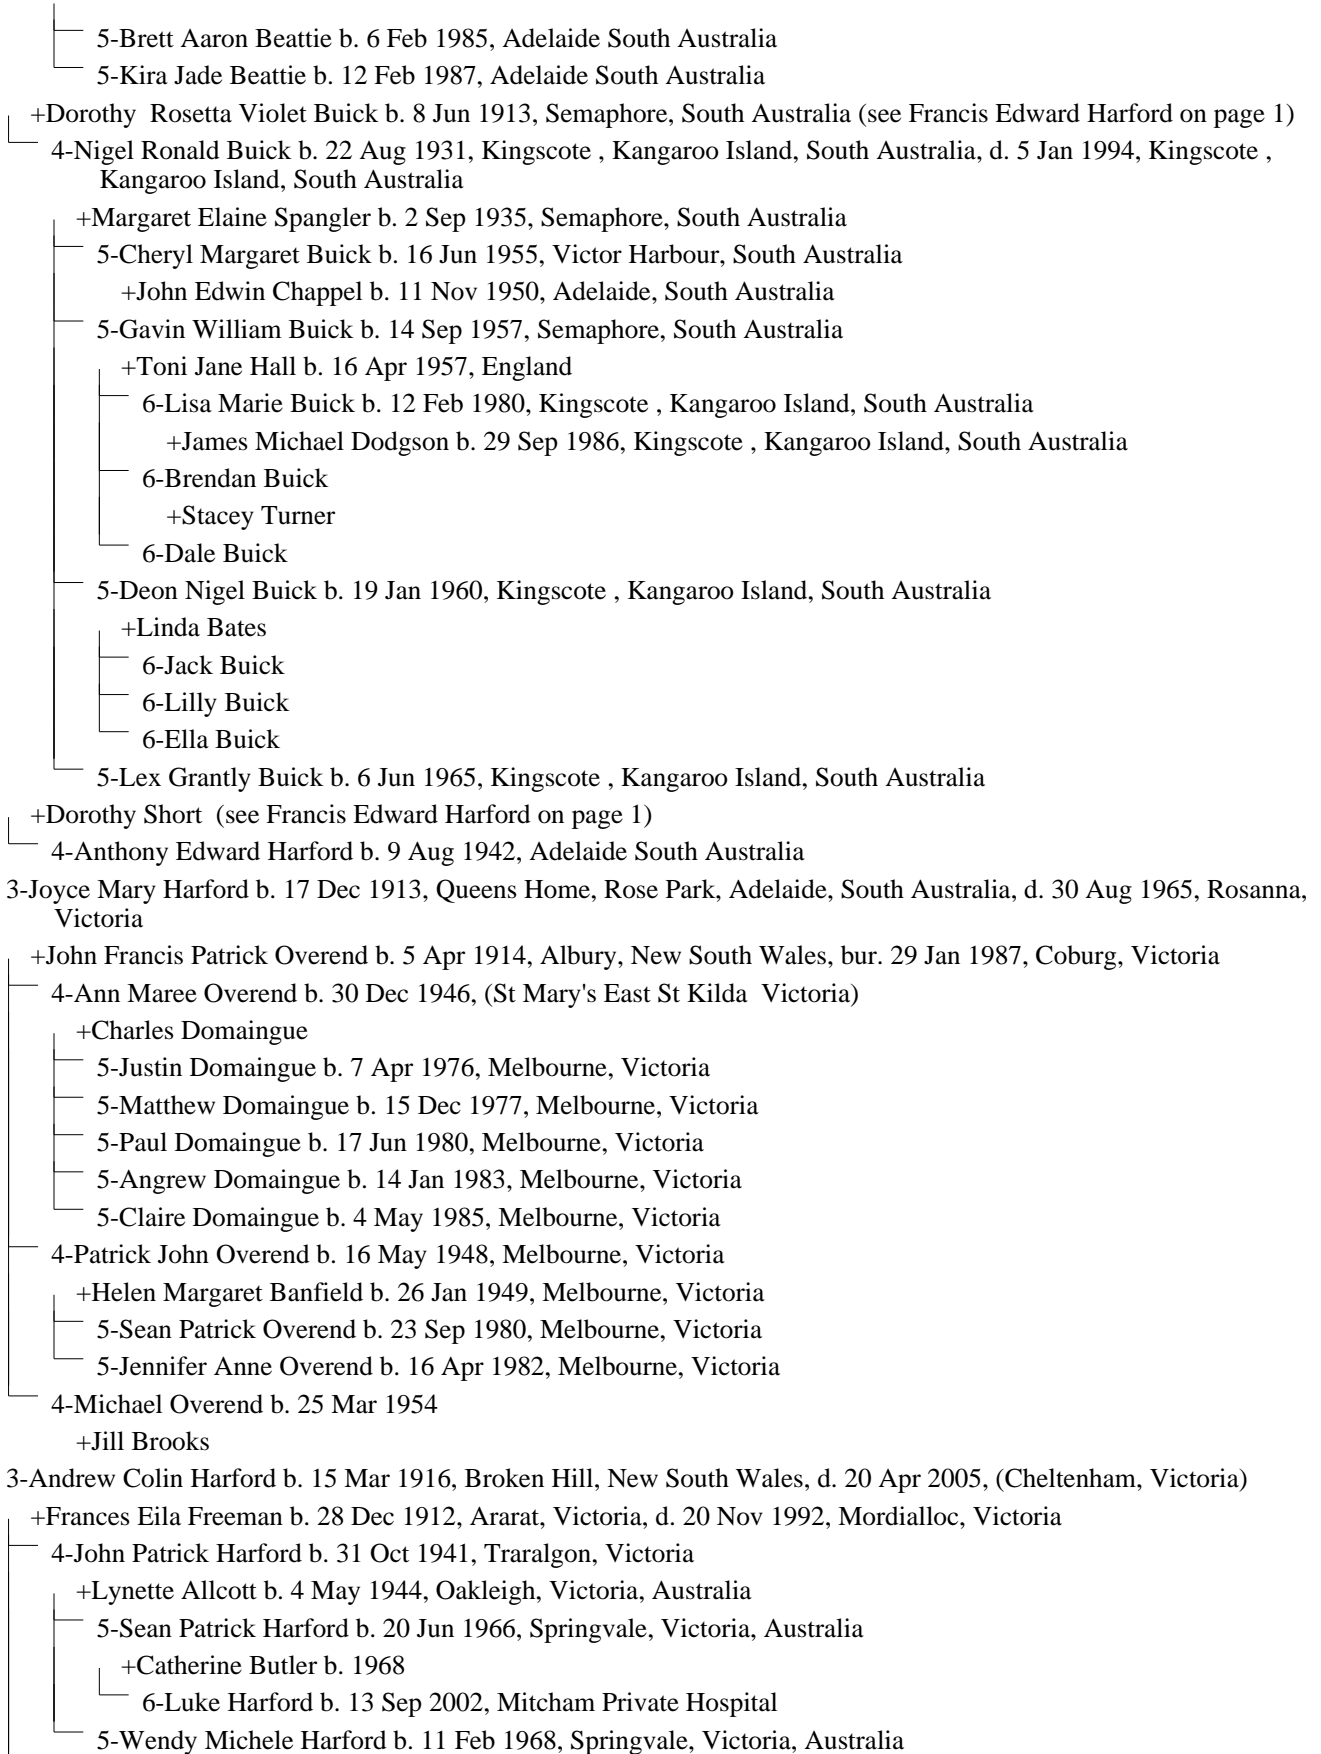 5-Brett Aaron Beattie b. 6 Feb 1985, Adelaide South Australia
5-Kira Jade Beattie b. 12 Feb 1987, Adelaide South Australia
+Dorothy  Rosetta Violet Buick b. 8 Jun 1913, Semaphore, South Australia (see Francis Edward Harford on page 1)
4-Nigel Ronald Buick b. 22 Aug 1931, Kingscote , Kangaroo Island, South Australia, d. 5 Jan 1994, Kingscote ,
Kangaroo Island, South Australia
+Margaret Elaine Spangler b. 2 Sep 1935, Semaphore, South Australia
5-Cheryl Margaret Buick b. 16 Jun 1955, Victor Harbour, South Australia
+John Edwin Chappel b. 11 Nov 1950, Adelaide, South Australia
5-Gavin William Buick b. 14 Sep 1957, Semaphore, South Australia
+Toni Jane Hall b. 16 Apr 1957, England
6-Lisa Marie Buick b. 12 Feb 1980, Kingscote , Kangaroo Island, South Australia
+James Michael Dodgson b. 29 Sep 1986, Kingscote , Kangaroo Island, South Australia
6-Brendan Buick
+Stacey Turner
6-Dale Buick
5-Deon Nigel Buick b. 19 Jan 1960, Kingscote , Kangaroo Island, South Australia
+Linda Bates
6-Jack Buick
6-Lilly Buick
6-Ella Buick
5-Lex Grantly Buick b. 6 Jun 1965, Kingscote , Kangaroo Island, South Australia
+Dorothy Short  (see Francis Edward Harford on page 1)
4-Anthony Edward Harford b. 9 Aug 1942, Adelaide South Australia
3-Joyce Mary Harford b. 17 Dec 1913, Queens Home, Rose Park, Adelaide, South Australia, d. 30 Aug 1965, Rosanna,
Victoria
+John Francis Patrick Overend b. 5 Apr 1914, Albury, New South Wales, bur. 29 Jan 1987, Coburg, Victoria
4-Ann Maree Overend b. 30 Dec 1946, (St Mary's East St Kilda  Victoria)
+Charles Domaingue
5-Justin Domaingue b. 7 Apr 1976, Melbourne, Victoria
5-Matthew Domaingue b. 15 Dec 1977, Melbourne, Victoria
5-Paul Domaingue b. 17 Jun 1980, Melbourne, Victoria
5-Angrew Domaingue b. 14 Jan 1983, Melbourne, Victoria
5-Claire Domaingue b. 4 May 1985, Melbourne, Victoria
4-Patrick John Overend b. 16 May 1948, Melbourne, Victoria
+Helen Margaret Banfield b. 26 Jan 1949, Melbourne, Victoria
5-Sean Patrick Overend b. 23 Sep 1980, Melbourne, Victoria
5-Jennifer Anne Overend b. 16 Apr 1982, Melbourne, Victoria
4-Michael Overend b. 25 Mar 1954
+Jill Brooks
3-Andrew Colin Harford b. 15 Mar 1916, Broken Hill, New South Wales, d. 20 Apr 2005, (Cheltenham, Victoria)
+Frances Eila Freeman b. 28 Dec 1912, Ararat, Victoria, d. 20 Nov 1992, Mordialloc, Victoria
4-John Patrick Harford b. 31 Oct 1941, Traralgon, Victoria
+Lynette Allcott b. 4 May 1944, Oakleigh, Victoria, Australia
5-Sean Patrick Harford b. 20 Jun 1966, Springvale, Victoria, Australia
+Catherine Butler b. 1968
6-Luke Harford b. 13 Sep 2002, Mitcham Private Hospital
5-Wendy Michele Harford b. 11 Feb 1968, Springvale, Victoria, Australia